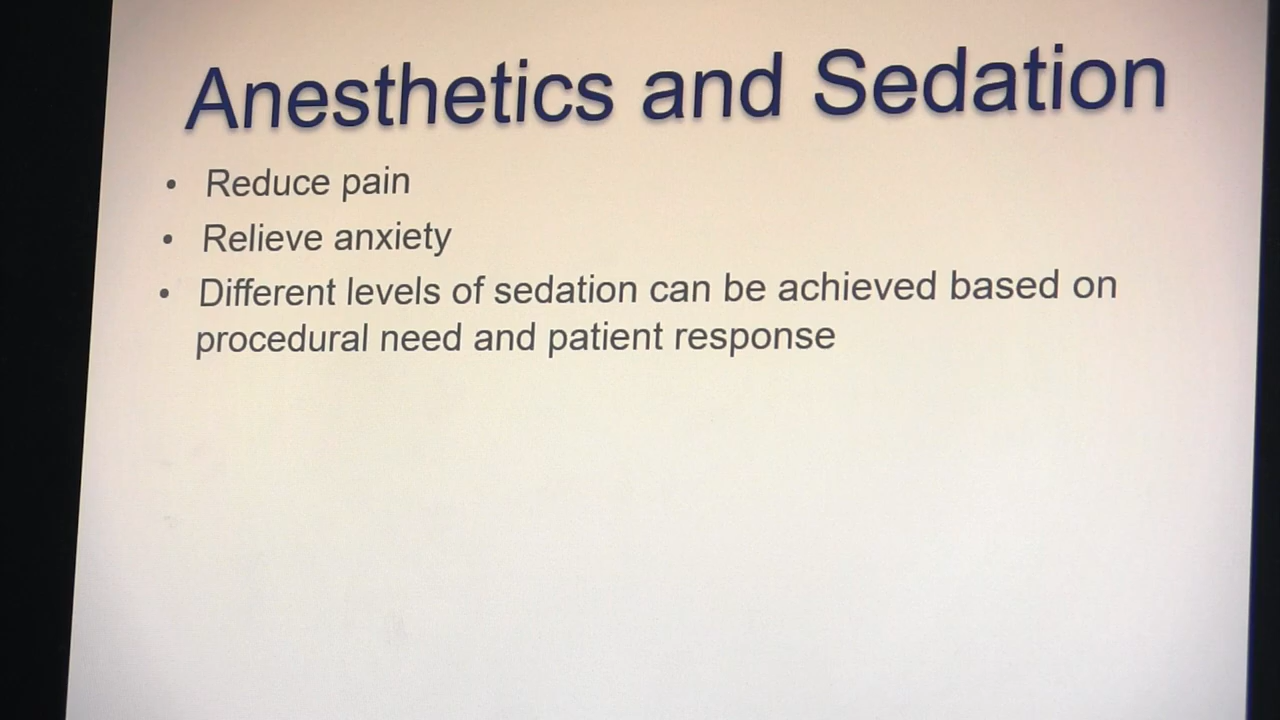 Anesthetics and Sedation
• Reduce pain
• Relieve anxiety
• Different levels of sedation can be achieved based on
procedural need and patient response